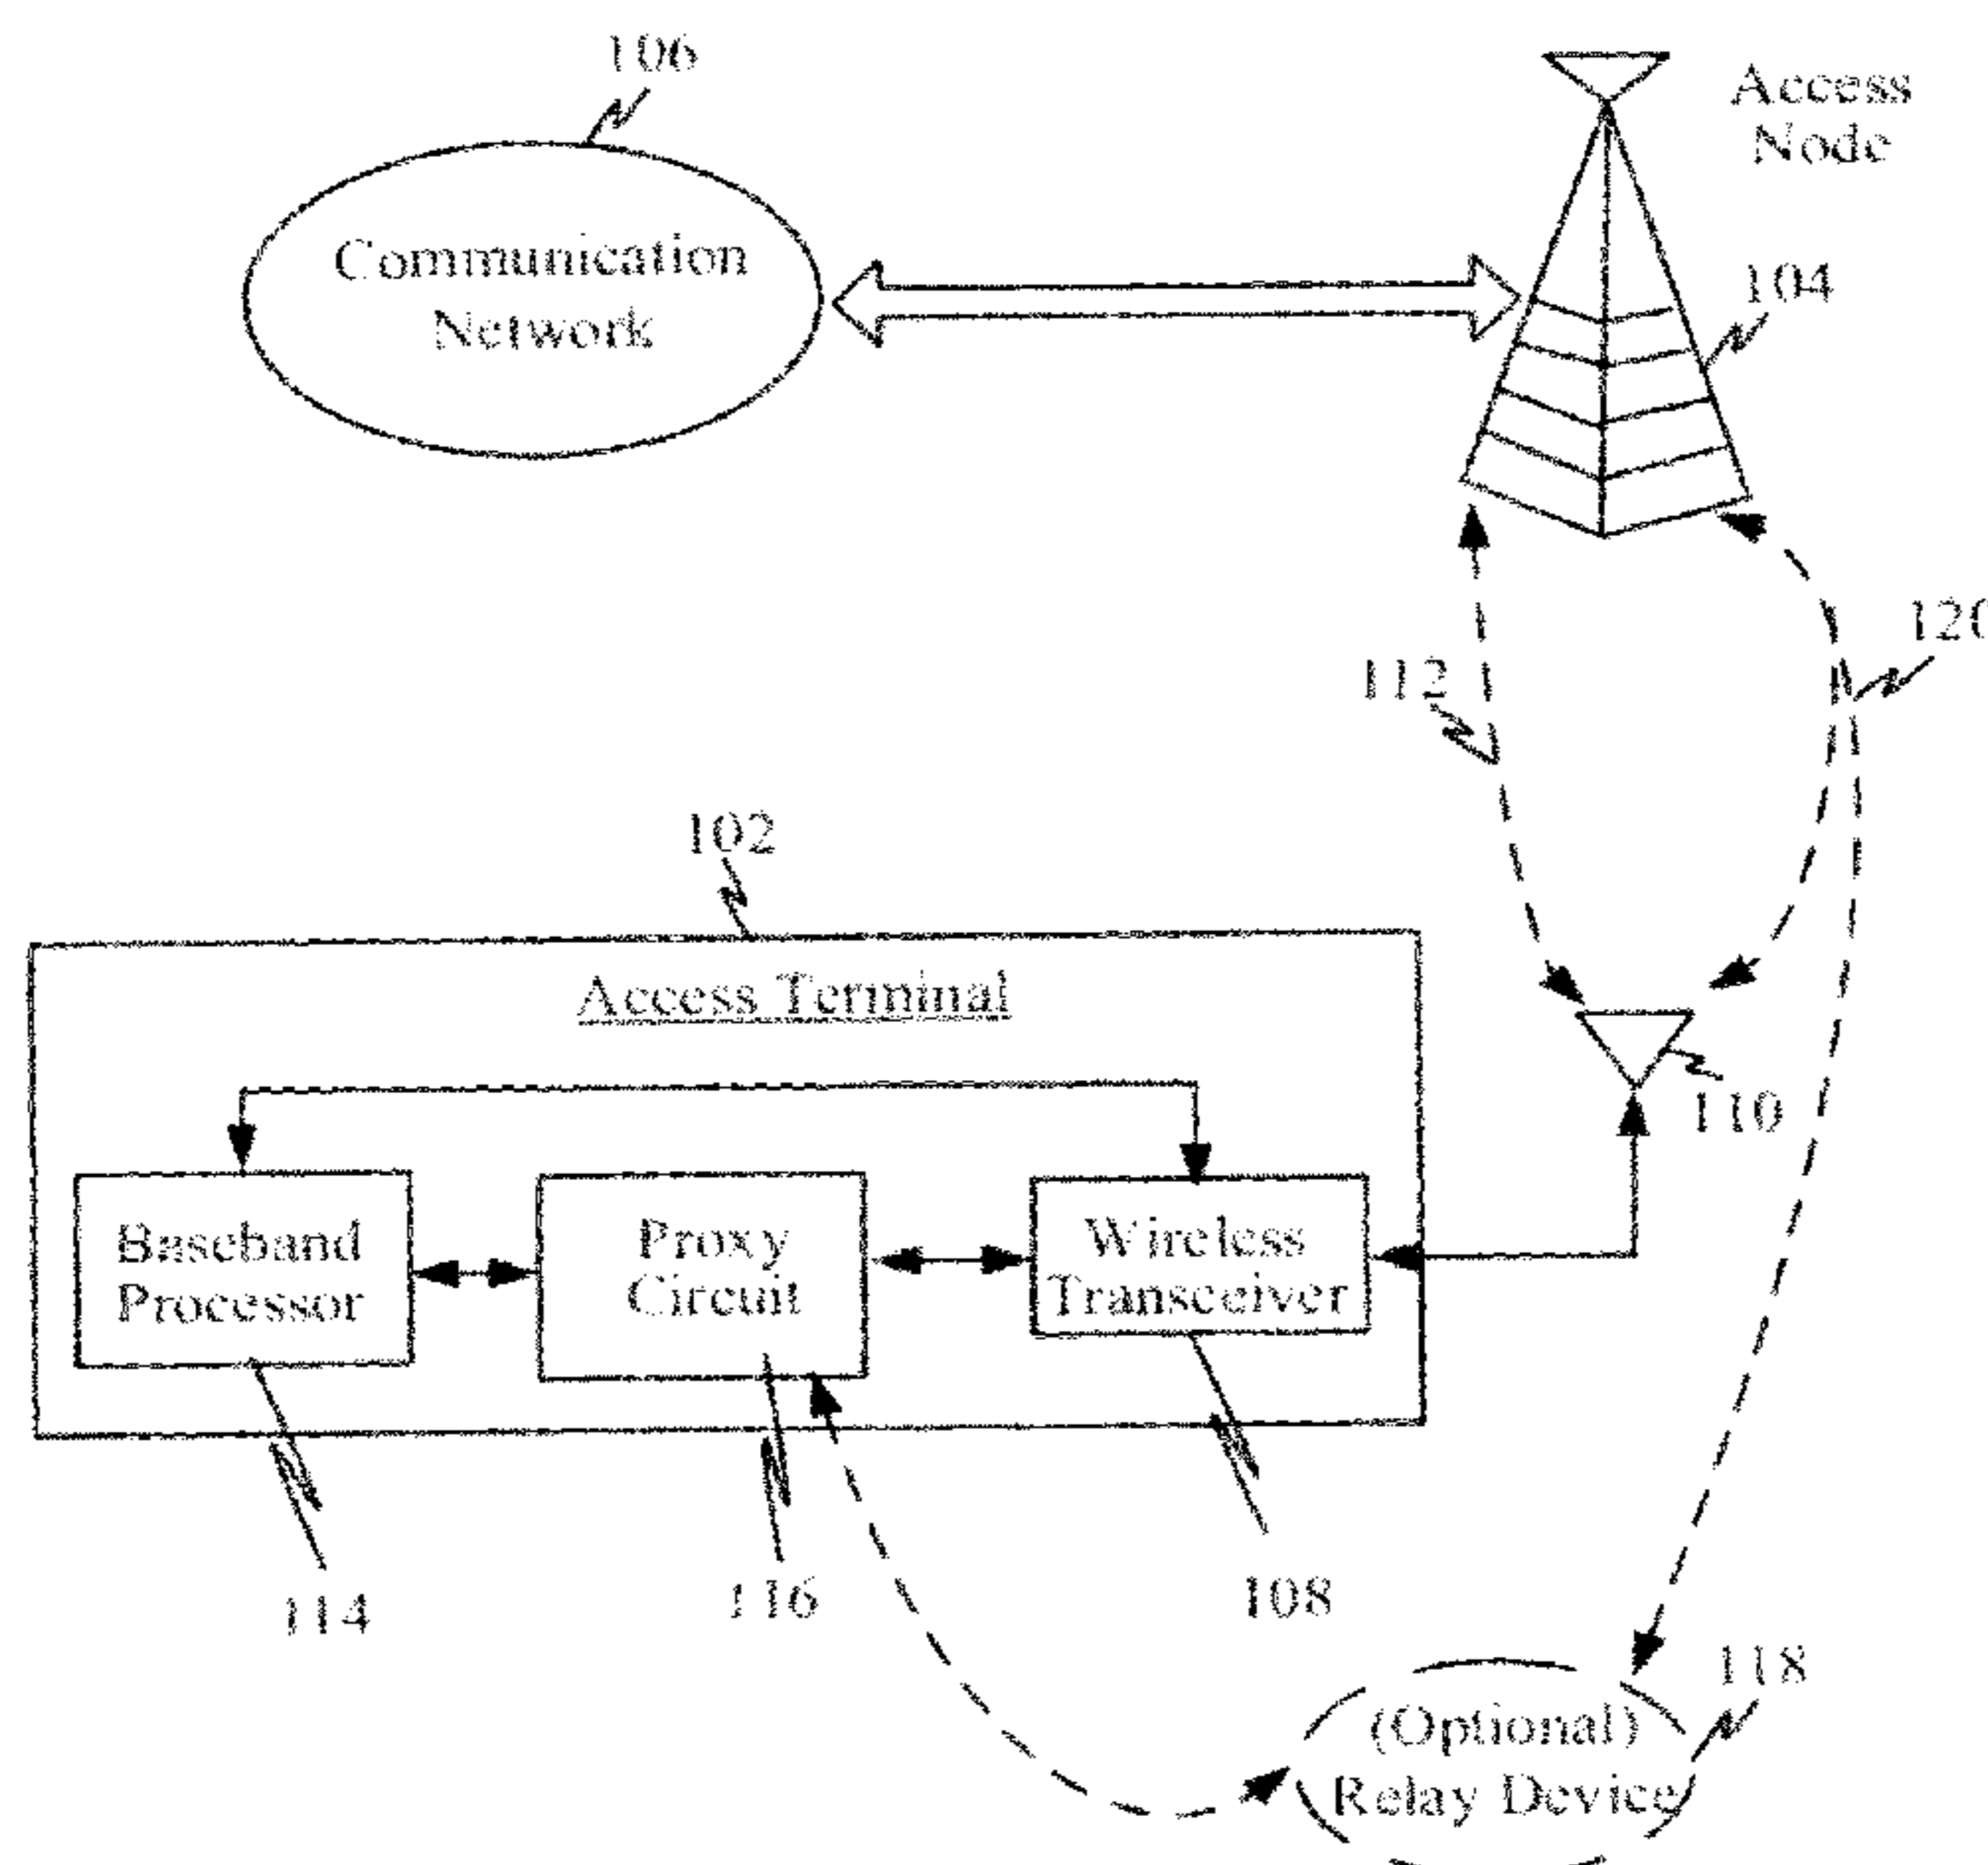 106
Access
Node
Communication
Network
104
120
112
102
Access Terminal
110
Baseband
Processor
Proxy
Circuit
Wireless
Transceiver
114
116
108
118
(Optional)
Relay Device